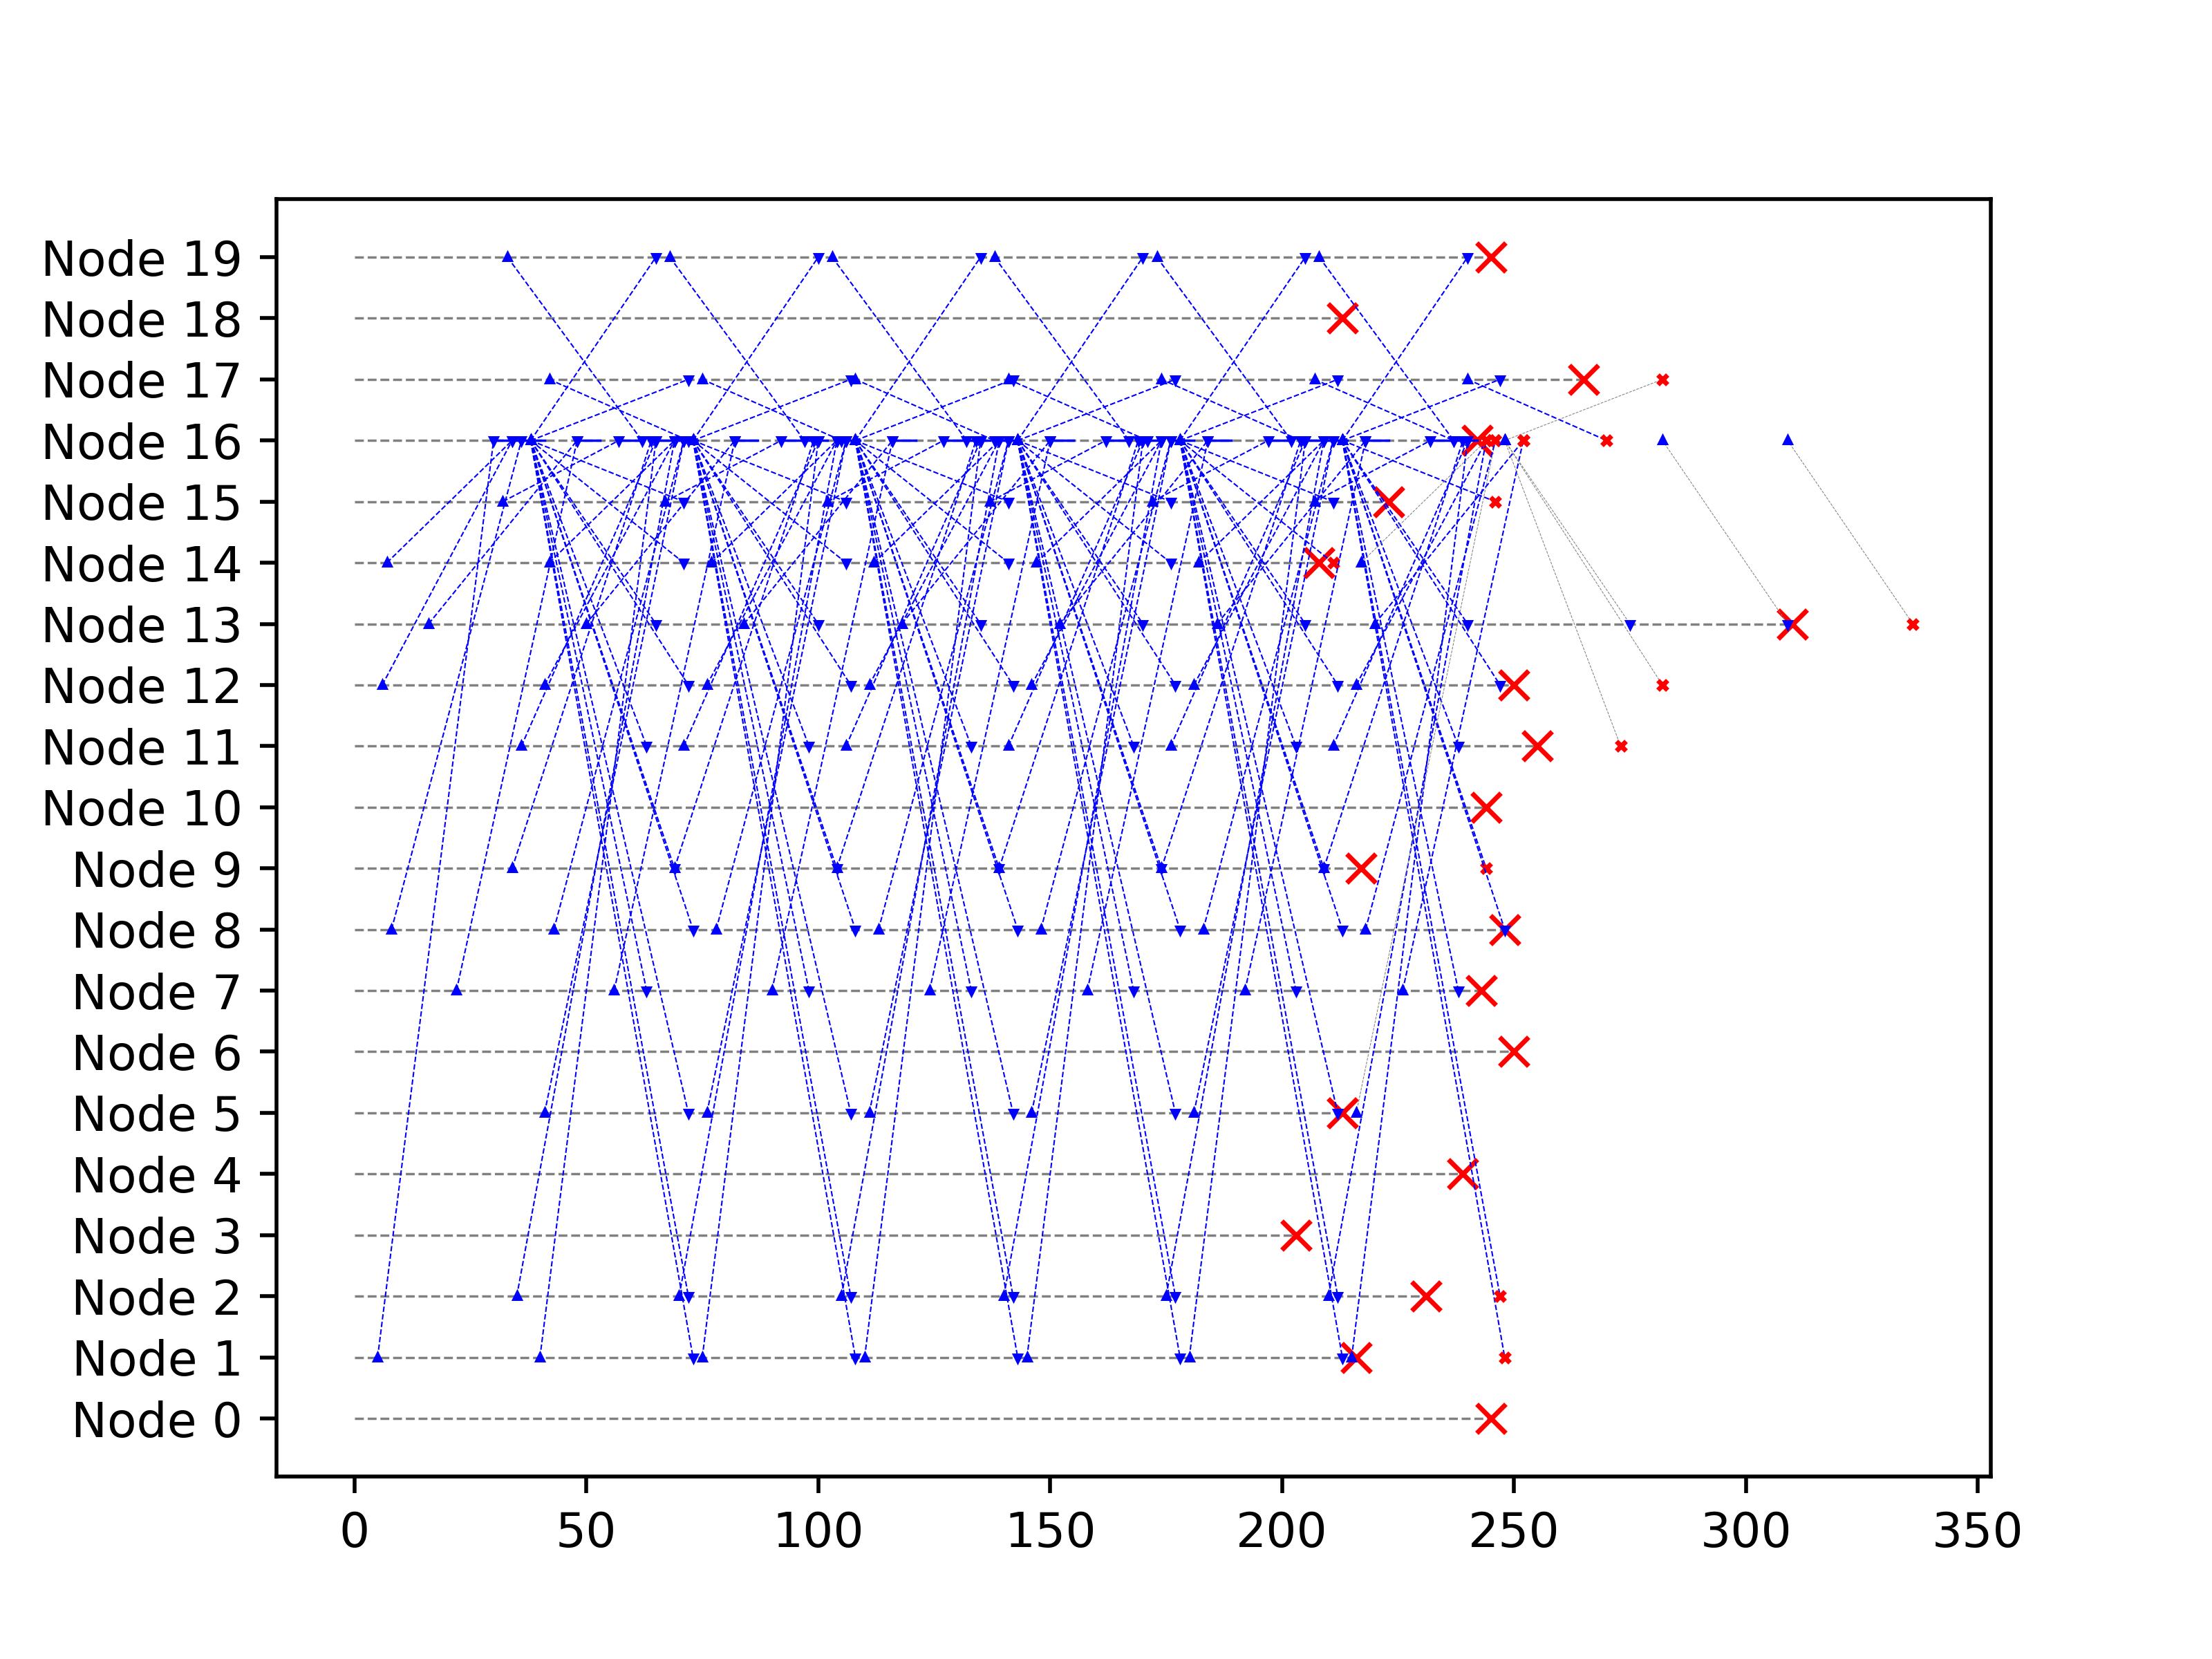 Node 19
Node 18
Node 17
Node 16
Node 15
Node 14
Node 13
Node 12
Node 11
Node 10
Node 9
Node 8
Node 7
Node 6
Node 5
Node 4
Node 3
Node 2
Node 1
Node 0
0 50 100 150 200 250 300 350